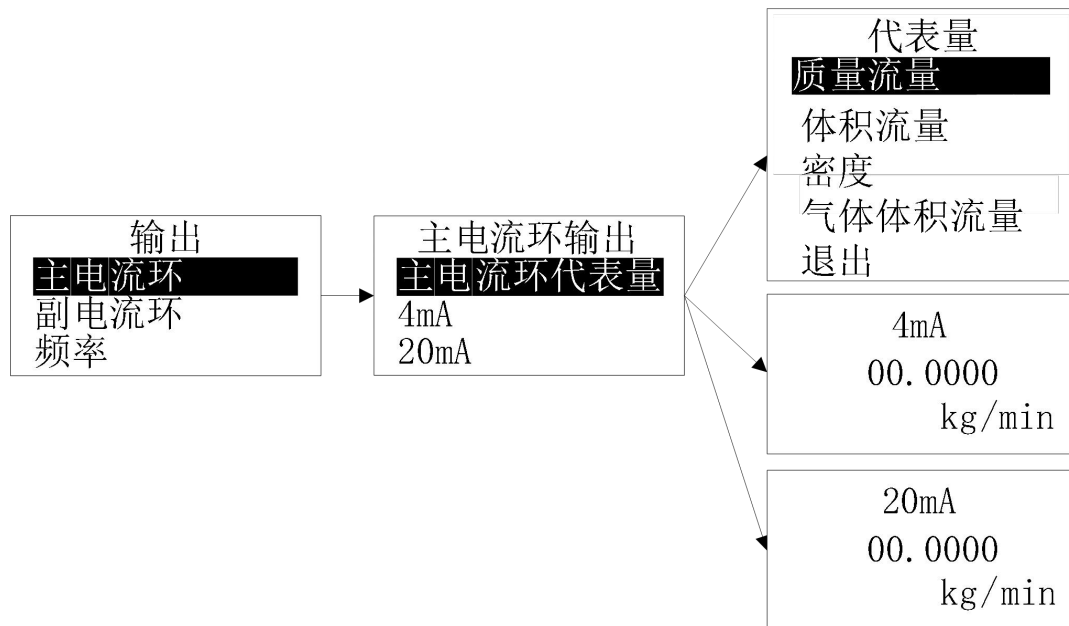 输出
主电流环
副电流环
频率
主电流环输出
主电流环代表量
4mA
20mA
代表量
质量流量
体积流量
密度
气体体积流量
退出
4mA
00.0000
kg/min
20mA
00.0000
kg/min